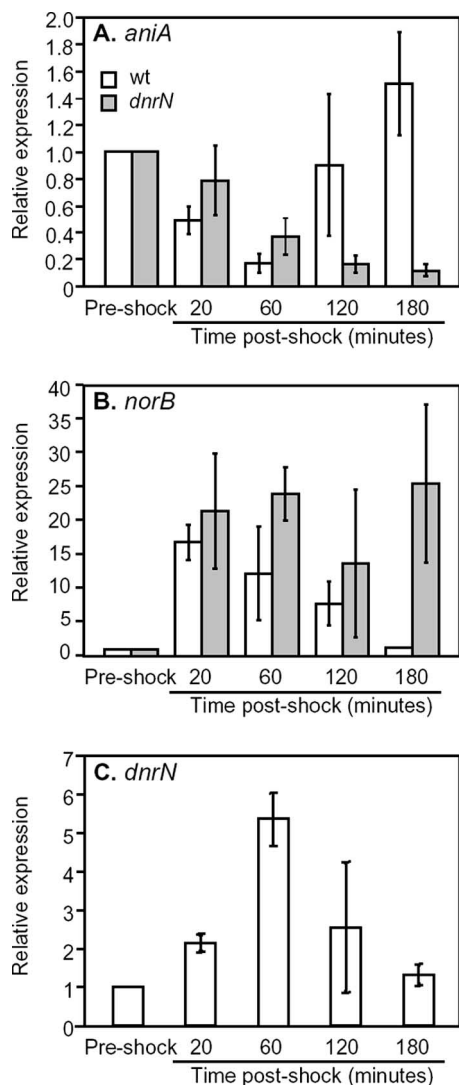 A. aniA
wt
dnrN
Relative expression
2.0
1.8
1.6
1.4
1.2
1.0
0.8
0.6
0.4
0.2
0
Pre-shock 20 60 120 180
Time post-shock (minutes)
B. norB
Relative expression
40
35
30
25
20
15
10
5
0
Pre-shock 20 60 120 180
Time post-shock (minutes)
C. dnrN
Relative expression
7
6
5
4
3
2
1
0
Pre-shock 20 60 120 180
Time post-shock (minutes)